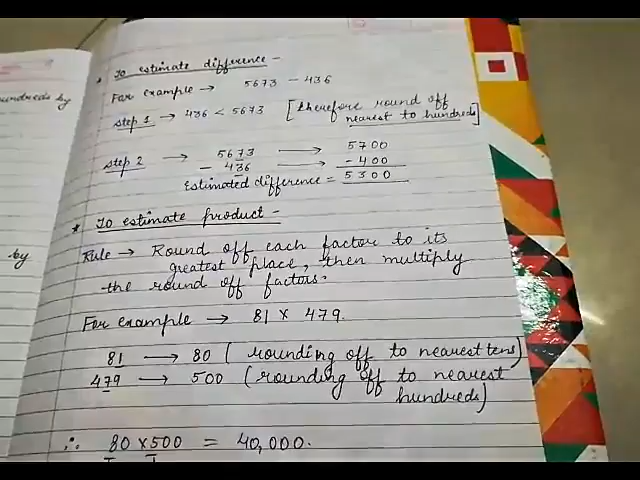 * To estimate difference -
For example → 5673 - 436
Step 1 → 436 < 5673 [therefore round off
nearest to hundreds]
Step 2 → 5673 → 5700
- 436 → - 400
Estimated difference = 5300
* To estimate product -
Rule → Round off each factor to its
greatest place, then multiply
the round off factors.
For example → 81 × 479.
81 → 80 (rounding off to nearest tens)
479 → 500 (rounding off to nearest
hundreds)
∴ 80 × 500 = 40,000.
hundreds by
by